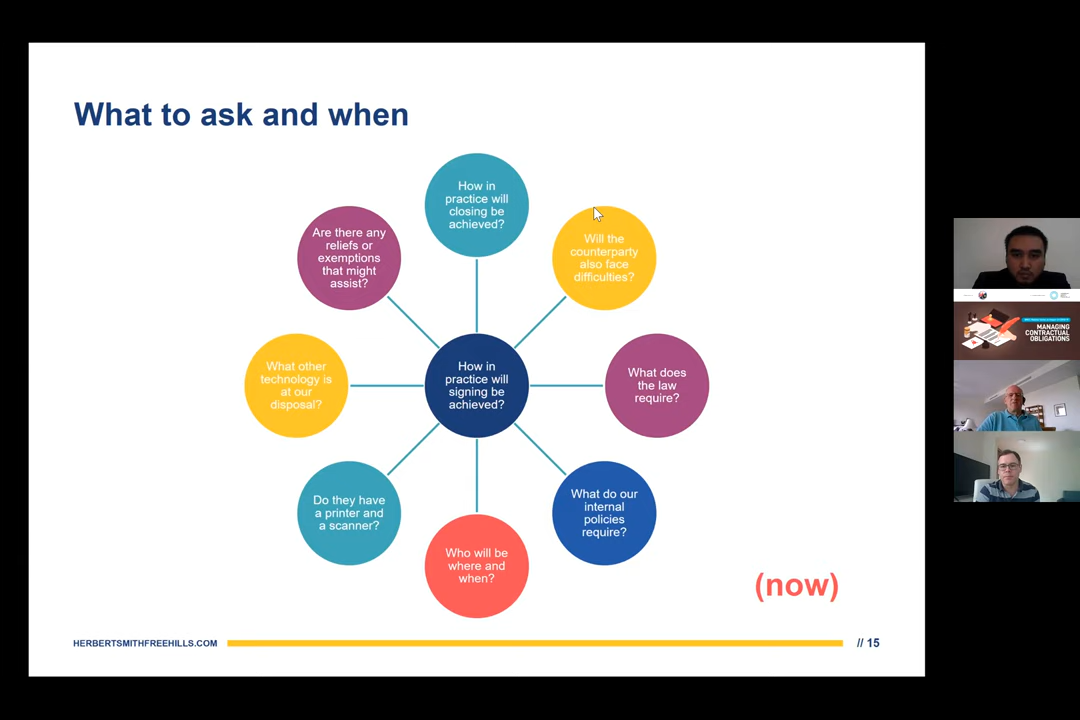 What to ask and when
How in
practice will
closing be
achieved?
Will the
counterparty
also face
difficulties?
What does
the law
require?
What do our
internal
policies
require?
Who will be
where and
when?
Do they have
a printer and
a scanner?
What other
technology is
at our
disposal?
Are there any
reliefs or
exemptions
that might
assist?
How in
practice will
signing be
achieved?
(now)
HERBERTSMITHFREEHILLS.COM
// 15
MANAGING
CONTRACTUAL
OBLIGATIONS